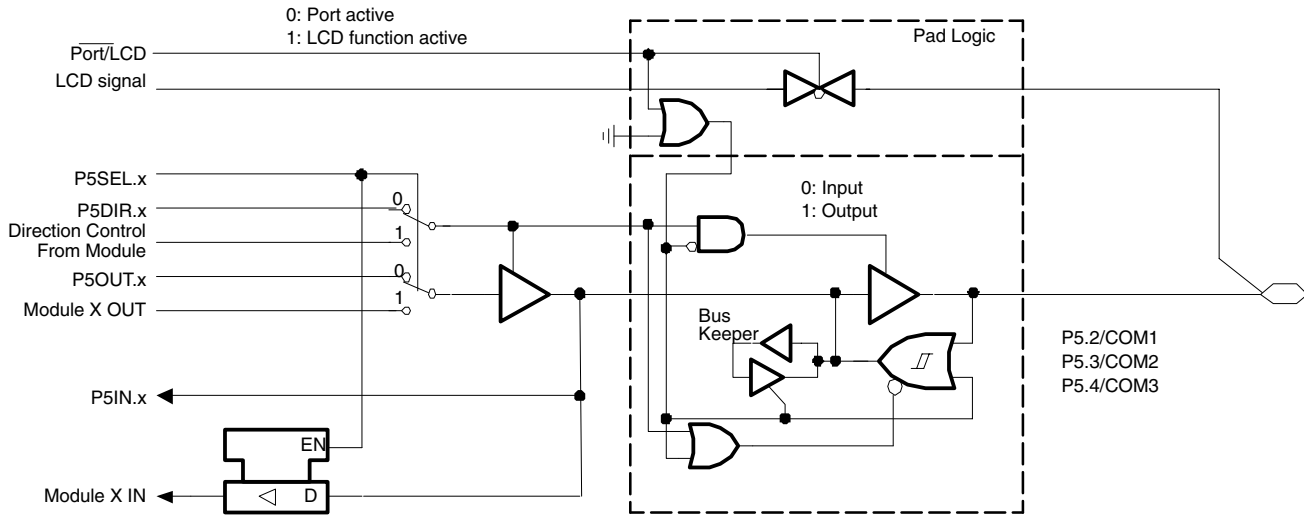 0: Port active
1: LCD function active
Pad Logic
Port/LCD
LCD signal
P5SEL.x
0
P5DIR.x
Direction Control
From Module
1
P5OUT.x
0
Module X OUT
1
0: Input
1: Output
Bus
Keeper
P5.2/COM1
P5.3/COM2
P5.4/COM3
P5IN.x
EN
Module X IN
D